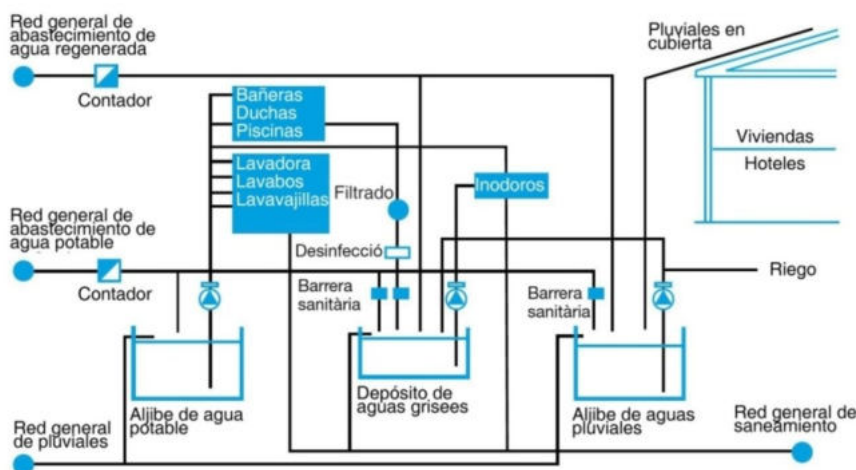 Red general de
abastecimiento de
agua regenerada
Contador
Pluviales en
cubierta
Bañeras
Duchas
Piscinas
Viviendas
Hoteles
Lavadora
Lavabos
Lavavajillas
Filtrado
Inodoros
Red general de
abastecimiento de
agua potable
Contador
Desinfecció
Barrera
sanitària
Barrera
sanitària
Riego
Aljibe de agua
potable
Depósito de
aguas grisees
Aljibe de aguas
pluviales
Red general
de pluviales
Red general de
saneamiento